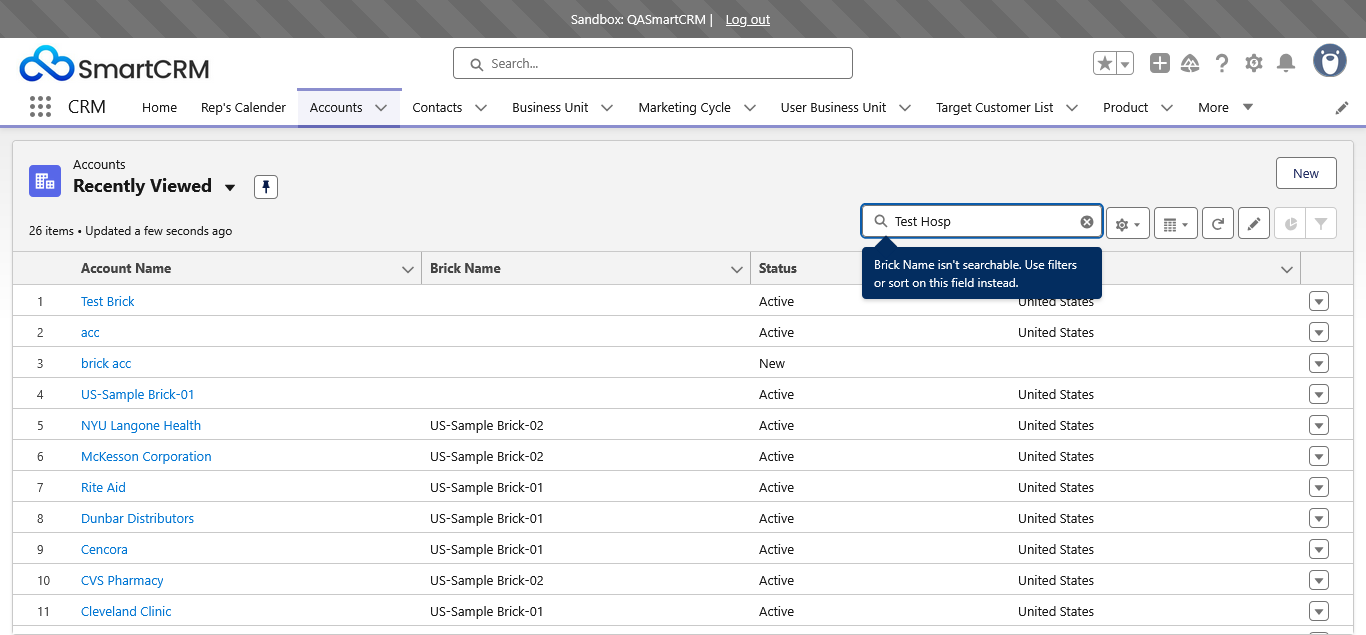 Sandbox: QASmartCRM | Log out
SmartCRM
Search...
CRM Home Rep's Calender Accounts Contacts Business Unit Marketing Cycle User Business Unit Target Customer List Product More
Accounts
Recently Viewed
New
26 items • Updated a few seconds ago
Test Hosp
Brick Name isn't searchable. Use filters
or sort on this field instead.
Account Name Brick Name Status
1 Test Brick Active United States
2 acc Active United States
3 brick acc New
4 US-Sample Brick-01 Active United States
5 NYU Langone Health US-Sample Brick-02 Active United States
6 McKesson Corporation US-Sample Brick-02 Active United States
7 Rite Aid US-Sample Brick-01 Active United States
8 Dunbar Distributors US-Sample Brick-01 Active United States
9 Cencora US-Sample Brick-01 Active United States
10 CVS Pharmacy US-Sample Brick-02 Active United States
11 Cleveland Clinic US-Sample Brick-01 Active United States